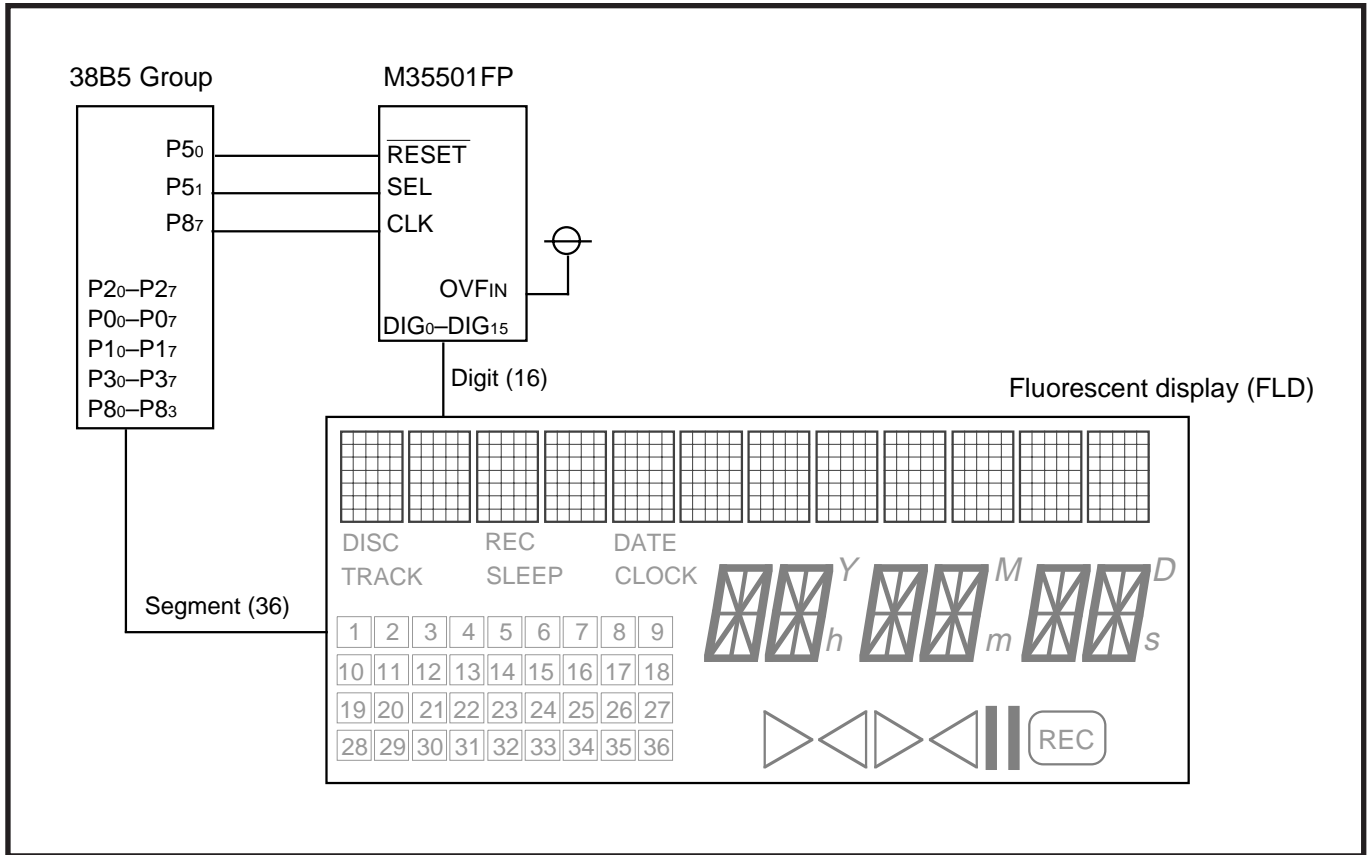 38B5 Group
M35501FP
P50
RESET
P51
SEL
P87
CLK
OVFIN
P20–P27
P00–P07
P10–P17
P30–P37
P80–P83
DIG0–DIG15
Digit (16)
Fluorescent display (FLD)
DISC REC DATE
TRACK SLEEP CLOCK
Y M D
h m s
Segment (36)
1 2 3 4 5 6 7 8 9
10 11 12 13 14 15 16 17 18
19 20 21 22 23 24 25 26 27
28 29 30 31 32 33 34 35 36
REC